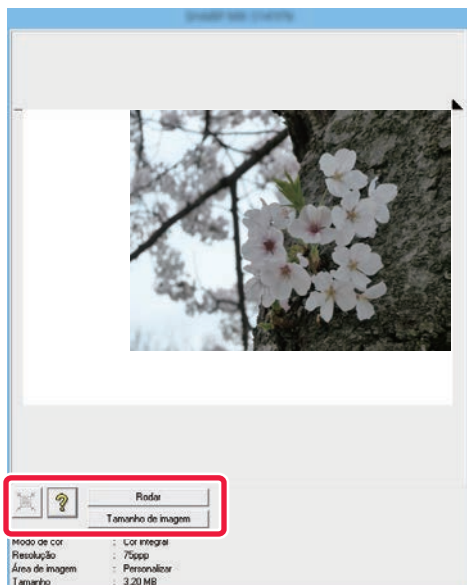 ?
Rodar
Tamanho de imagem
Modo de cor : Cor integral
Resolução : 75ppp
Área de imagem : Personalizar
Tamanho : 3.20 MB